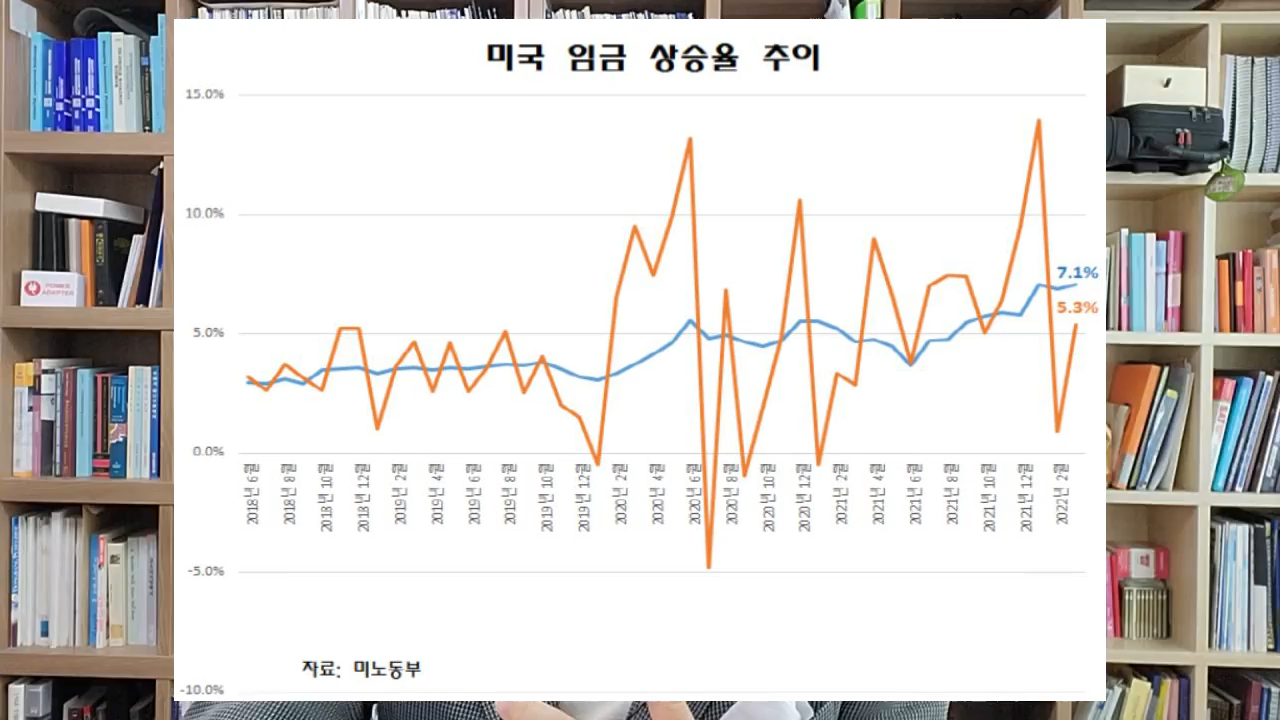 미국 임금 상승율 추이
15.0%
10.0%
5.0%
0.0%
-5.0%
-10.0%
7.1%
5.3%
2018년 6월
2018년 8월
2018년 10월
2018년 12월
2019년 2월
2019년 4월
2019년 6월
2019년 8월
2019년 10월
2019년 12월
2020년 2월
2020년 4월
2020년 6월
2020년 8월
2020년 10월
2020년 12월
2021년 2월
2021년 4월
2021년 6월
2021년 8월
2021년 10월
2021년 12월
2022년 2월
자료: 미노동부
POWER
ADAPTER